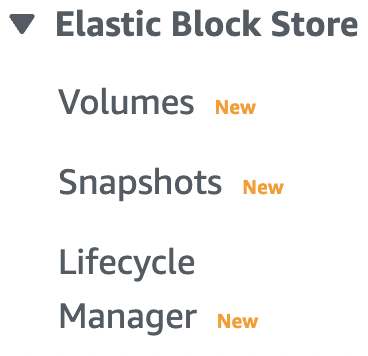 Elastic Block Store
Volumes New
Snapshots New
Lifecycle
Manager New